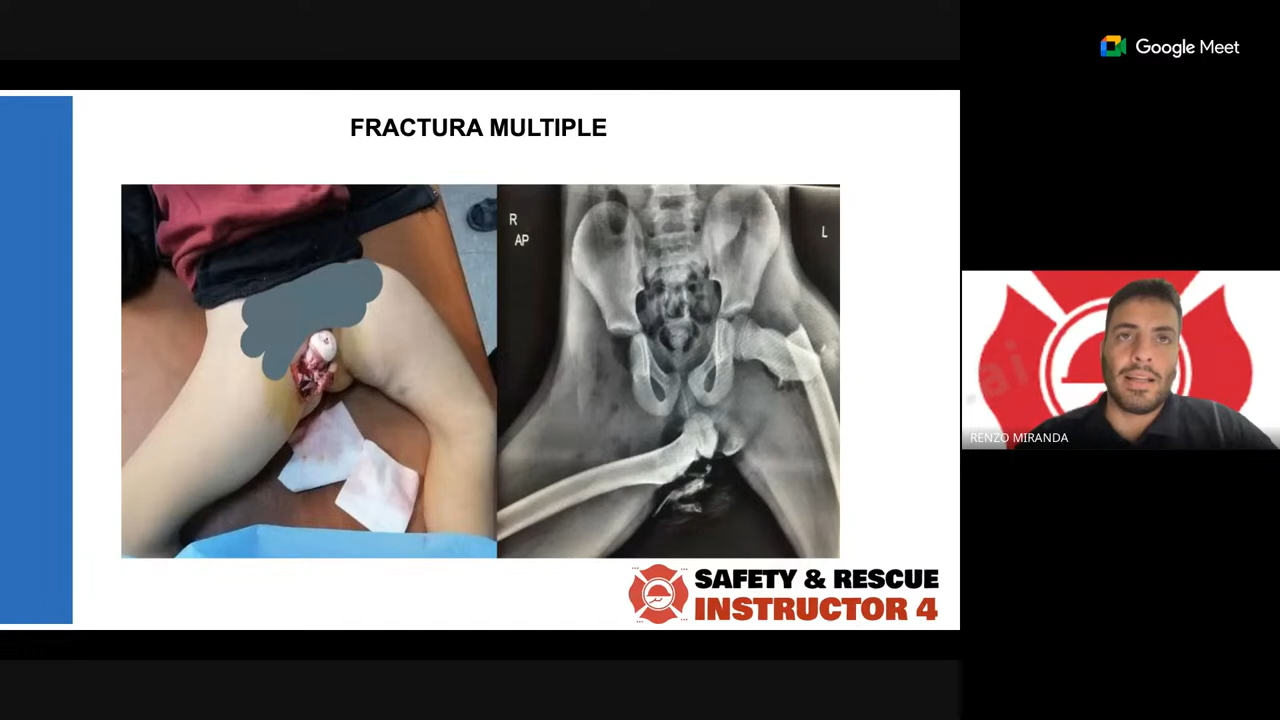 Google Meet
FRACTURA MULTIPLE
R
AP
L
RENZO MIRANDA
SAFETY & RESCUE
INSTRUCTOR 4